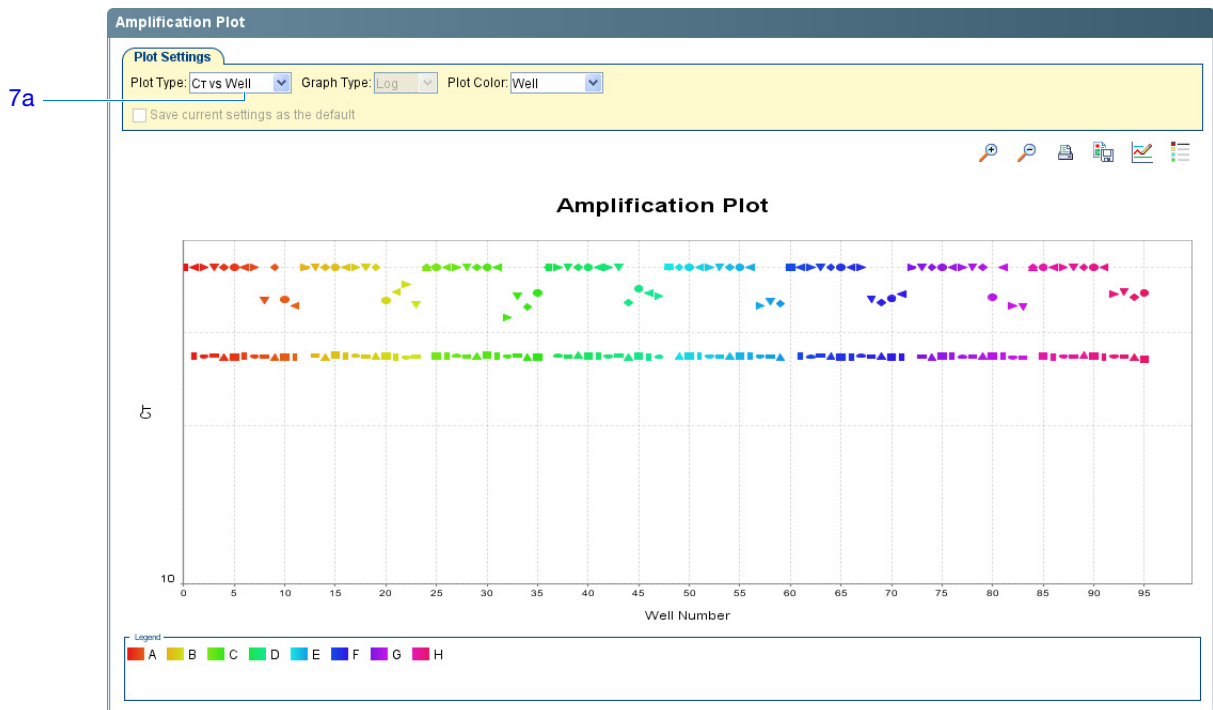 Amplification Plot
Plot Settings
7a
Plot Type: CT vs Well Graph Type: Log Plot Color: Well
Save current settings as the default
Amplification Plot
CT
10
0 5 10 15 20 25 30 35 40 45 50 55 60 65 70 75 80 85 90 95
Well Number
Legend
A B C D E F G H